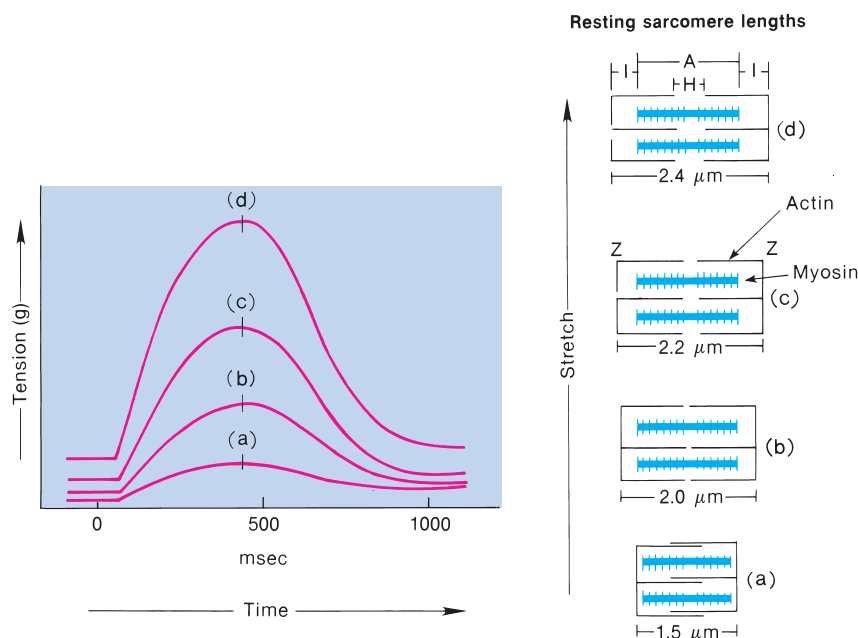 Resting sarcomere lengths
I A I
H
(d)
2.4 μm
Actin
Z Z
Myosin
(c)
2.2 μm
(b)
2.0 μm
(a)
1.5 μm
Stretch
Tension (g)
(d)
(c)
(b)
(a)
0 500 1000
msec
Time